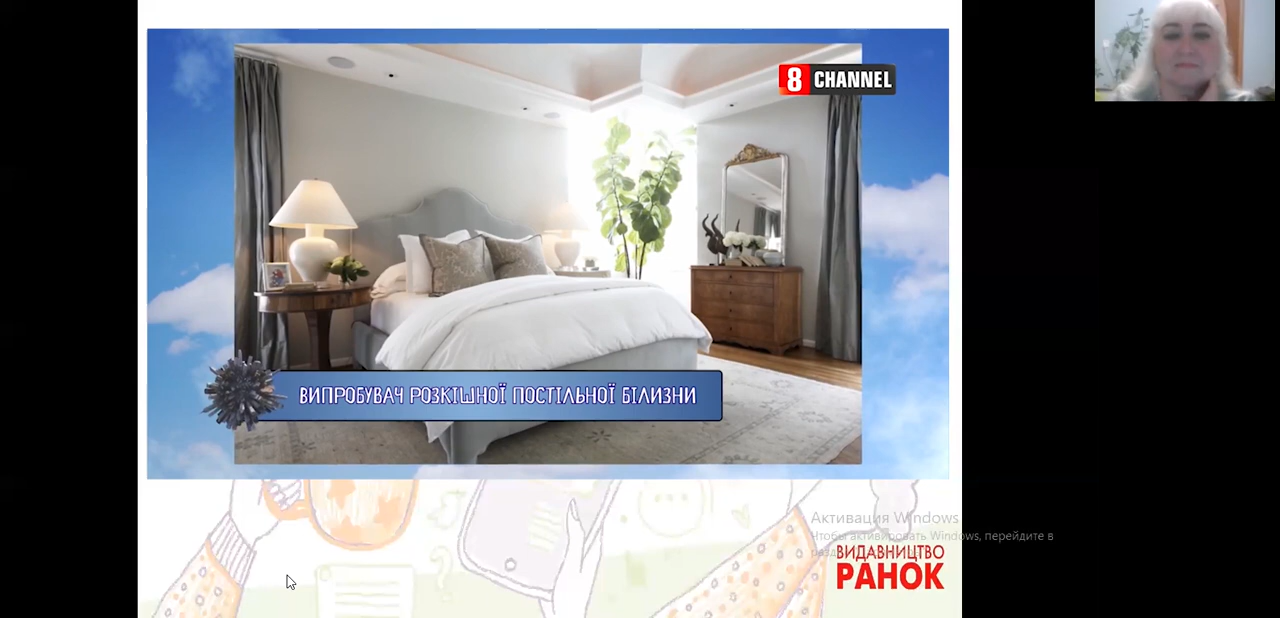 8 CHANNEL
ВИПРОБУВАЧ РОЗКІШНОЇ ПОСТІЛЬНОЇ БІЛИЗНИ
Активация Windows
Чтобы активировать Windows, перейдите в
ВИДАВНИЦТВО
РАНОК